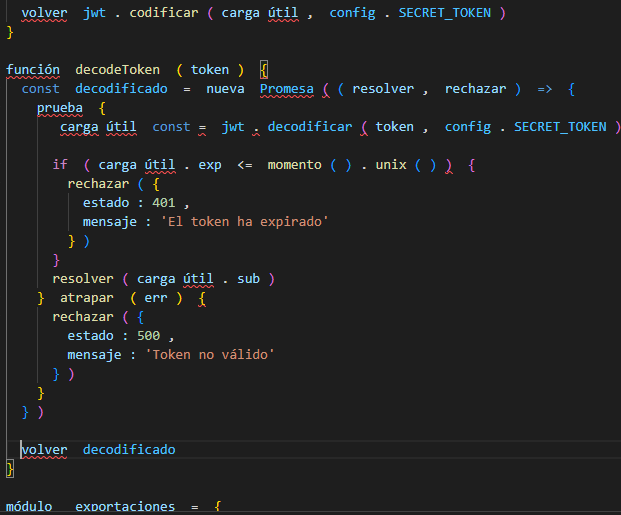 volver jwt . codificar ( carga útil , config . SECRET_TOKEN )
}
función decodeToken ( token ) {
const decodificado = nueva Promesa ( ( resolver , rechazar ) => {
prueba {
carga útil const = jwt . decodificar ( token , config . SECRET_TOKEN )
if ( carga útil . exp <= momento ( ) . unix ( ) ) {
rechazar ( {
estado : 401 ,
mensaje : 'El token ha expirado'
} )
}
resolver ( carga útil . sub )
} atrapar ( err ) {
rechazar ( {
estado : 500 ,
mensaje : 'Token no válido'
} )
}
} )
volver decodificado
}
módulo exportaciones = {